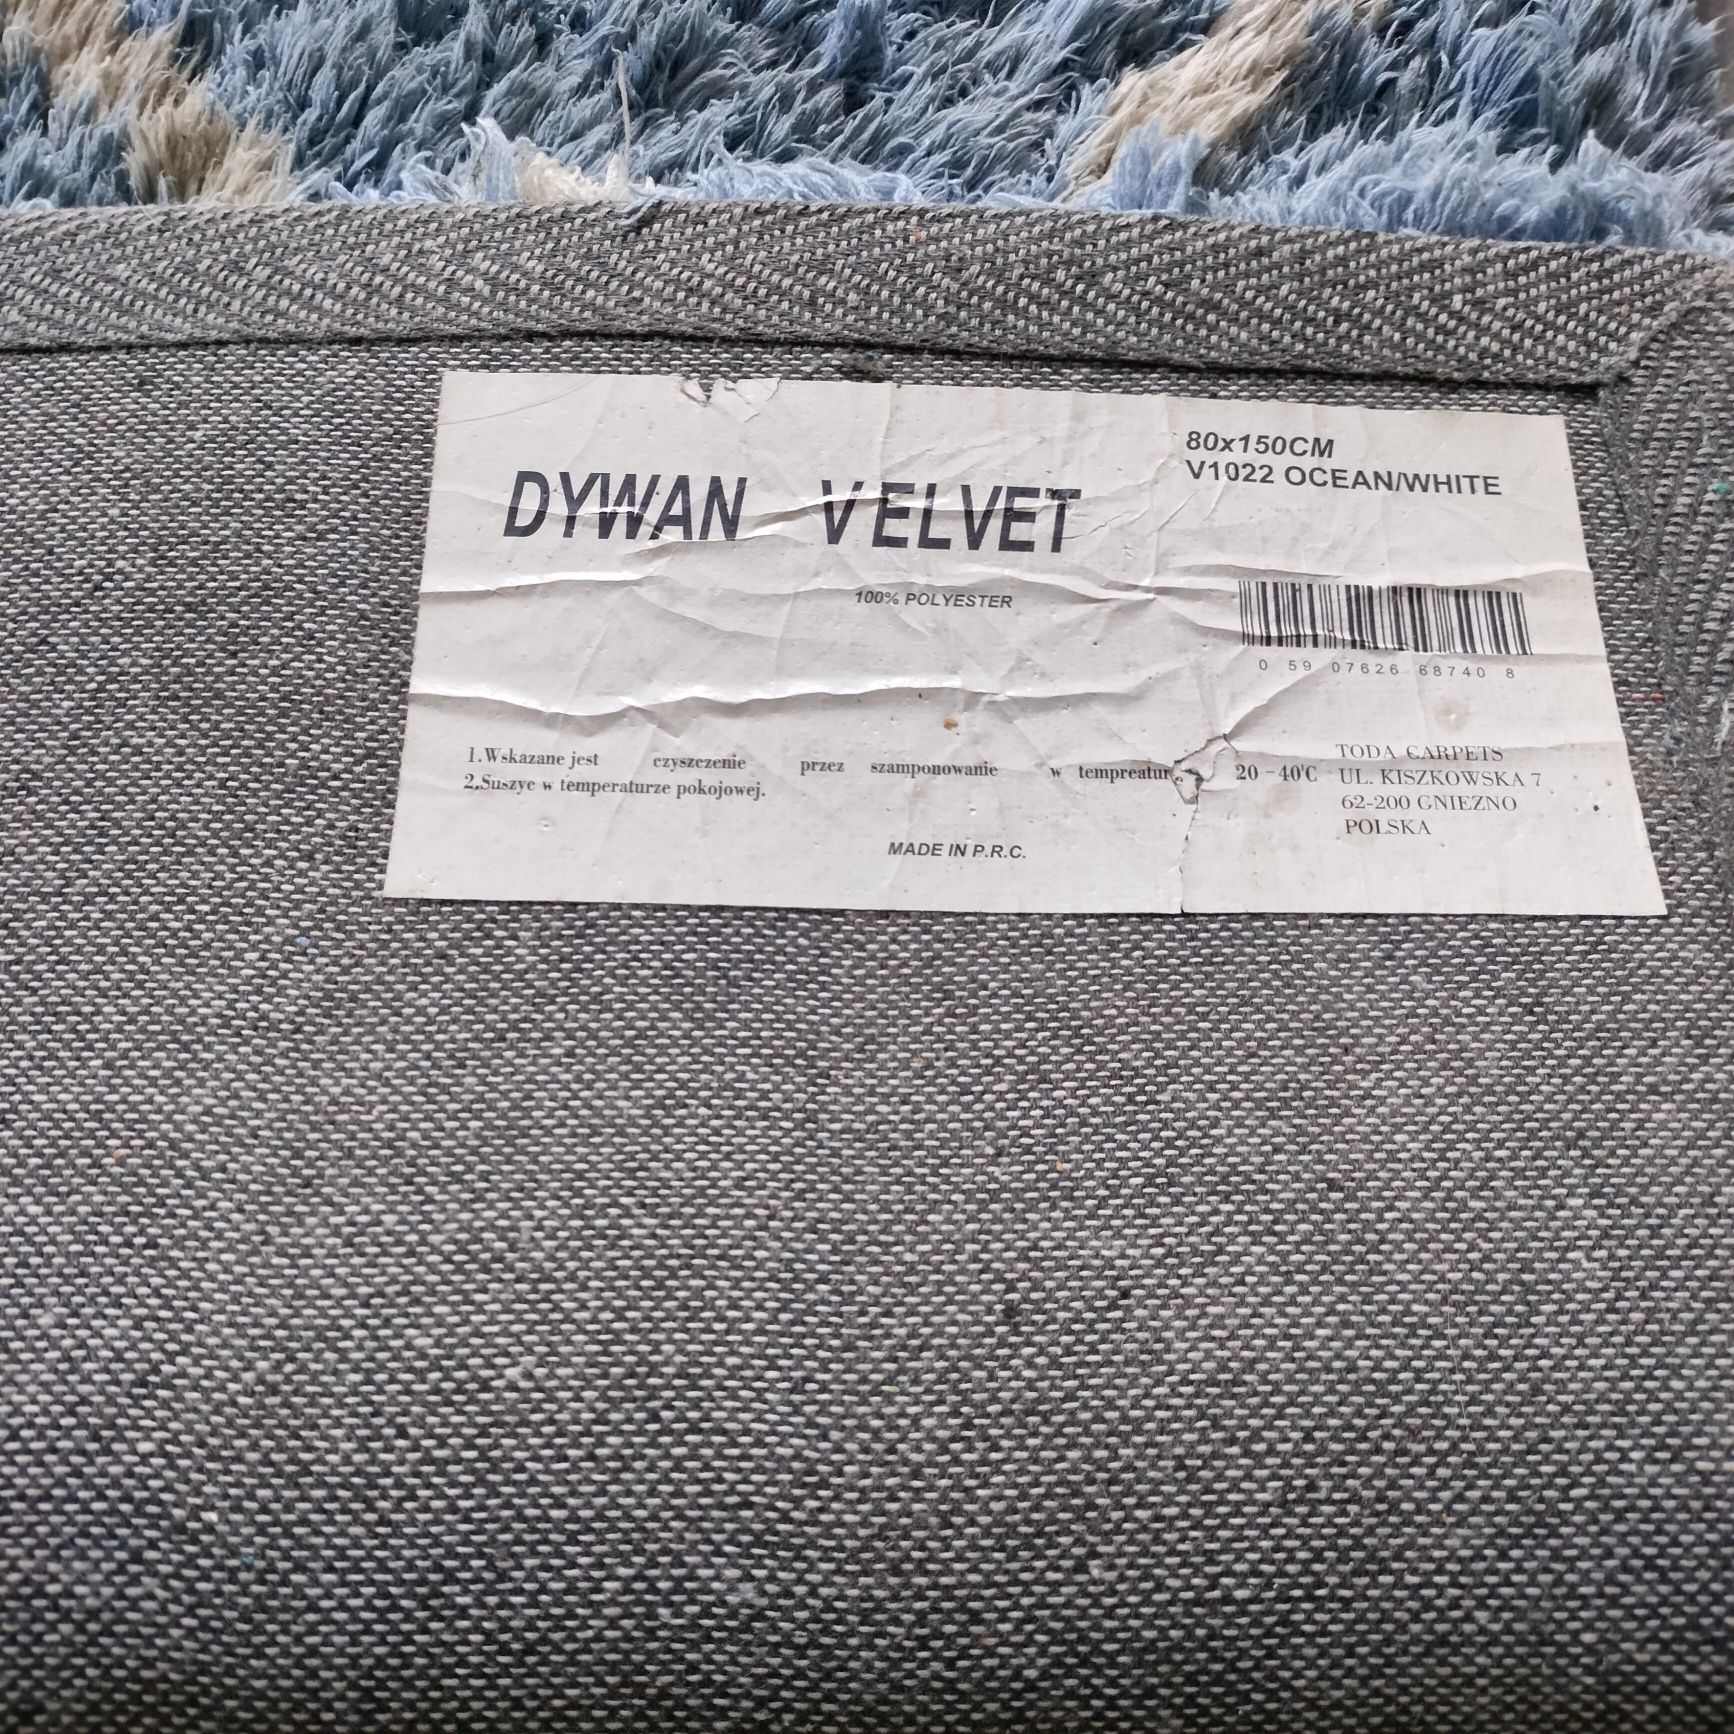 DYWAN VELVET
80x150CM
V1022 OCEAN/WHITE
100% POLYESTER
0 59 07626 68740 8
1.Wskazane jest czyszczenie przez szamponowanie w tempreaturze 20-40'C
2.Suszyc w temperaturze pokojowej.
TODA CARPETS
UL. KISZKOWSKA 7
62-200 GNIEZNO
POLSKA
MADE IN P.R.C.